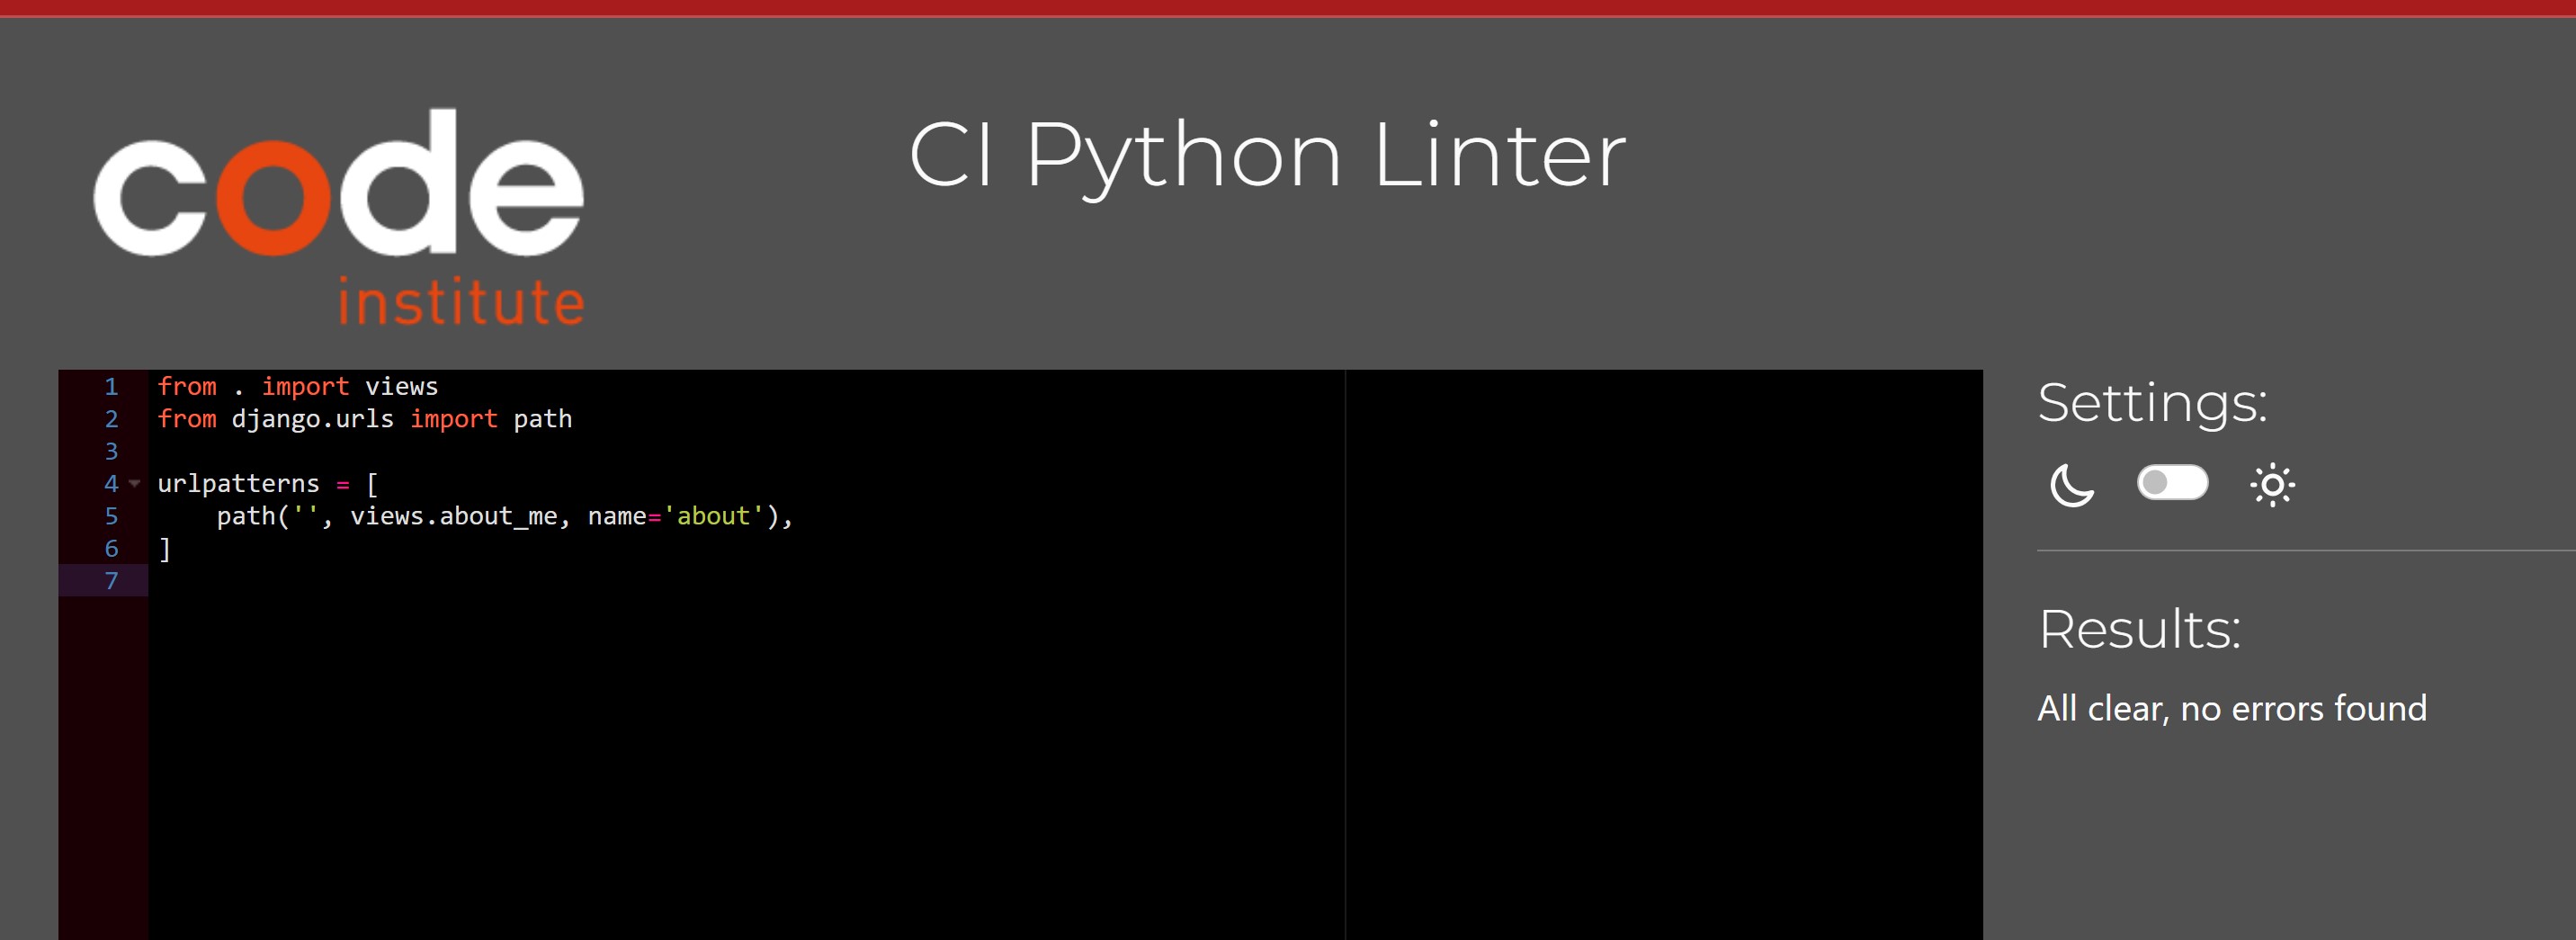 code
institute
CI Python Linter
1 from . import views
2 from django.urls import path
3
4 urlpatterns = [
5     path('', views.about_me, name='about'),
6 ]
7
Settings:
Results:
All clear, no errors found